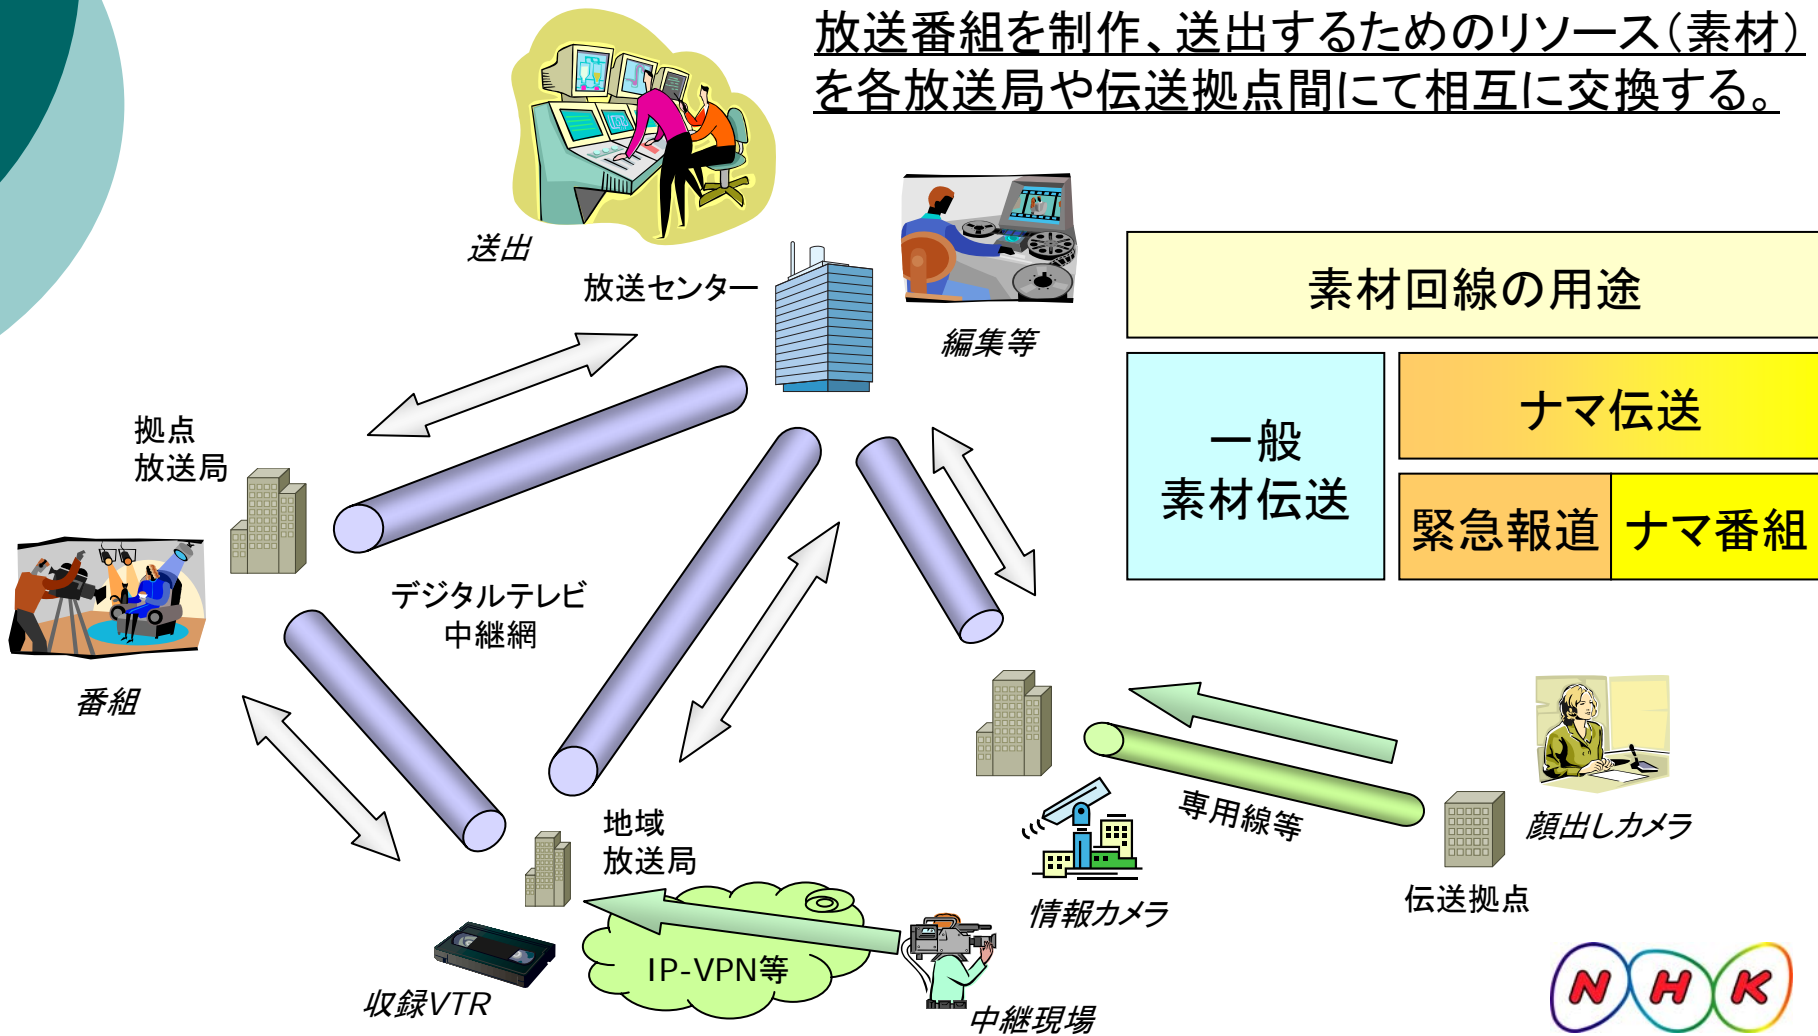 放送番組を制作、送出するためのリソース（素材）
を各放送局や伝送拠点間にて相互に交換する。
送出
放送センター
編集等
素材回線の用途
一般
素材伝送
ナマ伝送
緊急報道
ナマ番組
拠点
放送局
番組
デジタルテレビ
中継網
地域
放送局
収録VTR
IP-VPN等
中継現場
情報カメラ
専用線等
顔出しカメラ
伝送拠点
NHK